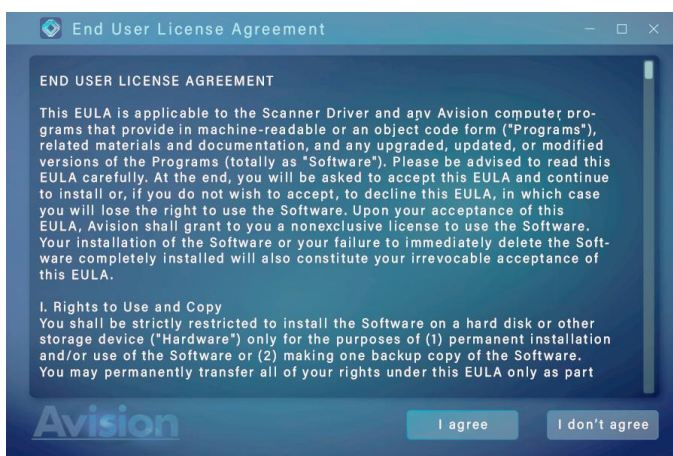 End User License Agreement
END USER LICENSE AGREEMENT
This EULA is applicable to the Scanner Driver and any Avision computer pro-
grams that provide in machine-readable or an object code form ("Programs"),
related materials and documentation, and any upgraded, updated, or modified
versions of the Programs (totally as "Software"). Please be advised to read this
EULA carefully. At the end, you will be asked to accept this EULA and continue
to install or, if you do not wish to accept, to decline this EULA, in which case
you will lose the right to use the Software. Upon your acceptance of this
EULA, Avision shall grant to you a nonexclusive license to use the Software.
Your installation of the Software or your failure to immediately delete the Soft-
ware completely installed will also constitute your irrevocable acceptance of
this EULA.
I. Rights to Use and Copy
You shall be strictly restricted to install the Software on a hard disk or other
storage device ("Hardware") only for the purposes of (1) permanent installation
and/or use of the Software or (2) making one backup copy of the Software.
You may permanently transfer all of your rights under this EULA only as part
Avision
I agree
I don't agree